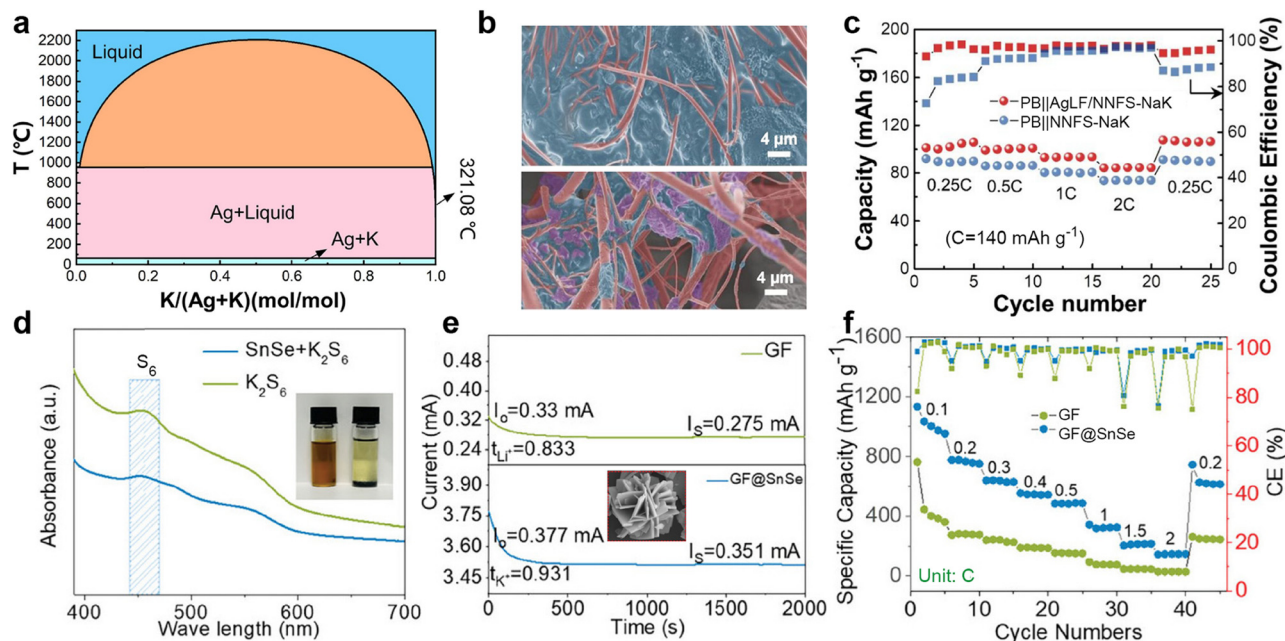 a
2200
2000
1800
1600
1400
1200
1000
800
600
400
200
0
T (℃)
Liquid
Ag+Liquid
Ag+K
321.08 ℃
0.0 0.2 0.4 0.6 0.8 1.0
K/(Ag+K)(mol/mol)
b
4 μm
4 μm
c
200
160
120
80
40
0
Capacity (mAh g⁻¹)
PB||AgLF/NNFS-NaK
PB||NNFS-NaK
0.25C
0.5C
1C
2C
0.25C
(C=140 mAh g⁻¹)
100
80
60
40
20
0
Coulombic Efficiency (%)
0 5 10 15 20 25
Cycle number
d
Absorbance (a.u.)
S₆
SnSe+K₂S₆
K₂S₆
400 500 600 700
Wave length (nm)
e
Current (mA)
0.48
0.40
0.32
0.24
GF
Iₒ=0.33 mA
Iₛ=0.275 mA
t_Li⁺=0.833
3.90
3.75
3.60
3.45
GF@SnSe
Iₒ=0.377 mA
Iₛ=0.351 mA
t_K⁺=0.931
0 500 1000 1500 2000
Time (s)
f
1600
1200
800
400
0
Specific Capacity (mAh g⁻¹)
GF
GF@SnSe
0.1
0.2
0.3
0.4
0.5
1
1.5
2
0.2
Unit: C
100
80
60
40
20
0
CE (%)
0 10 20 30 40
Cycle Numbers